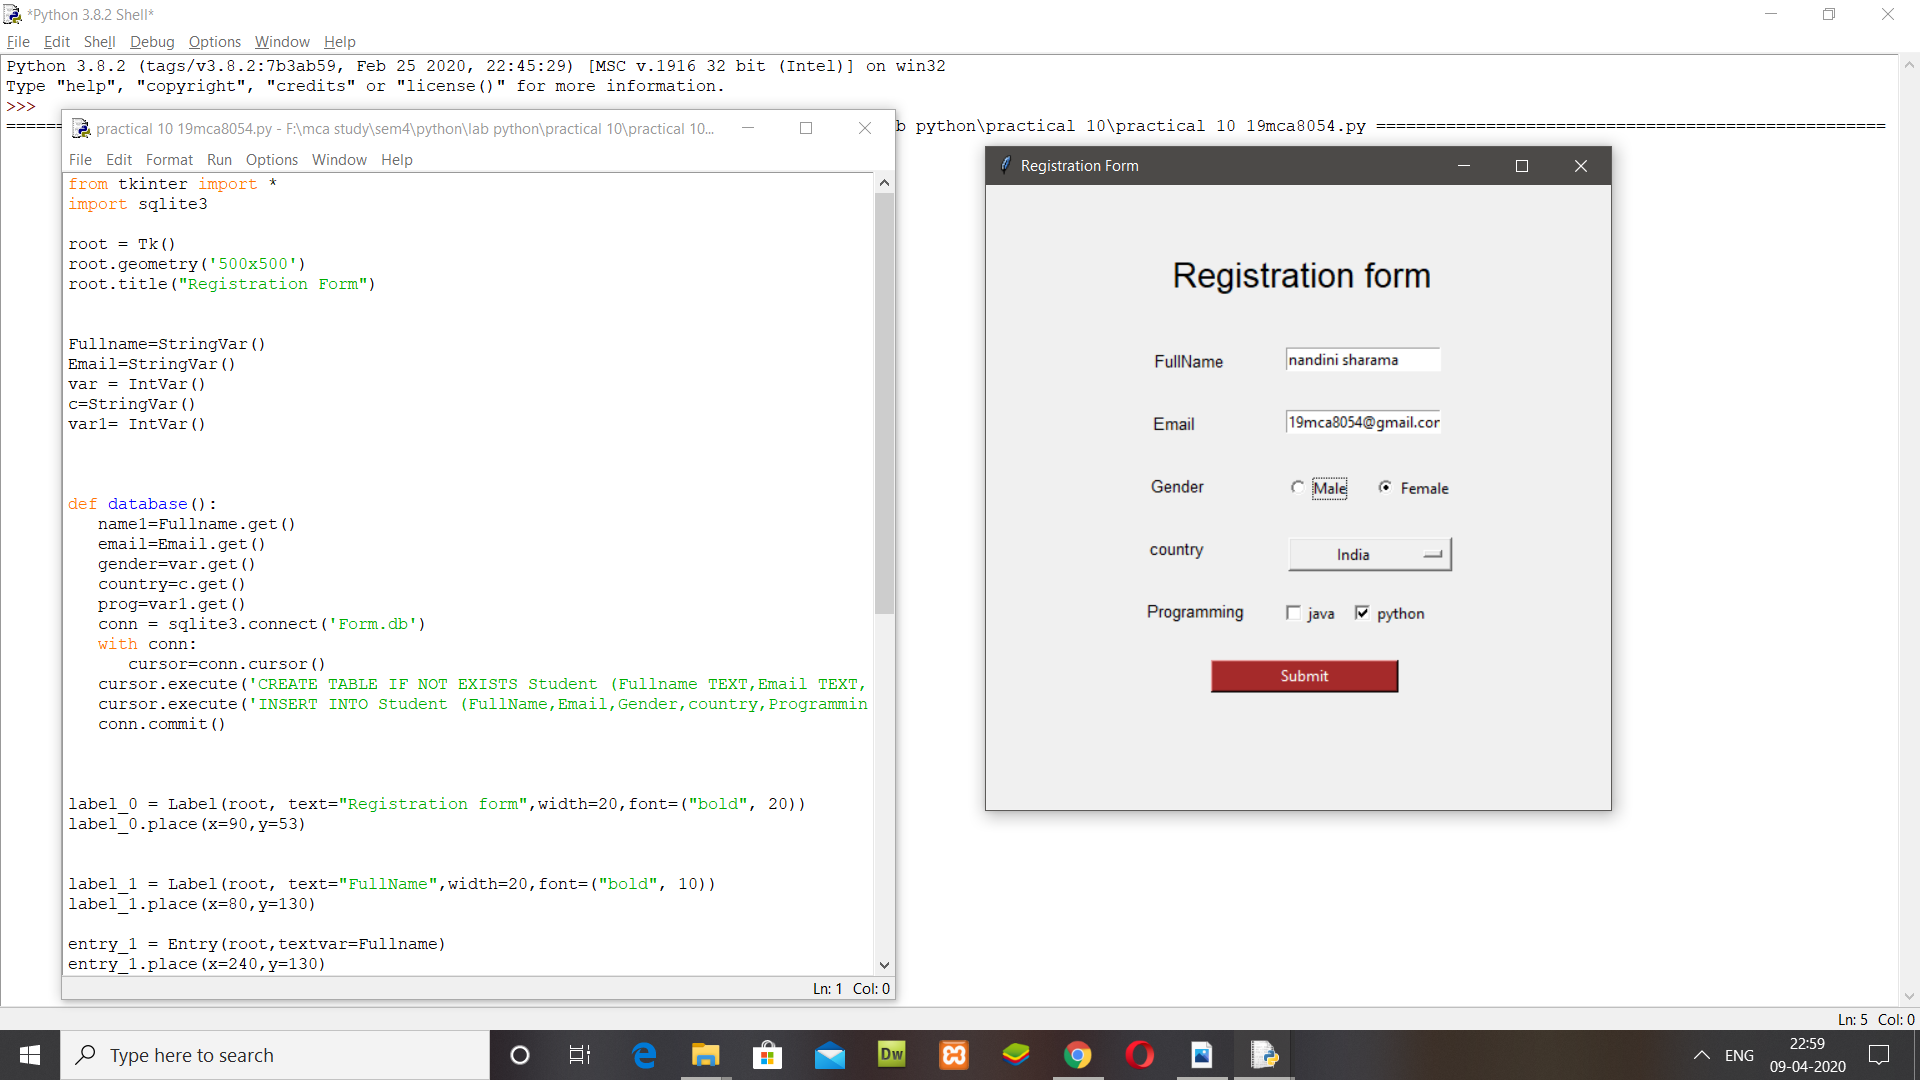 *Python 3.8.2 Shell*
File Edit Shell Debug Options Window Help
Python 3.8.2 (tags/v3.8.2:7b3ab59, Feb 25 2020, 22:45:29) [MSC v.1916 32 bit (Intel)] on win32
Type "help", "copyright", "credits" or "license()" for more information.
>>>
b python\practical 10\practical 10 19mca8054.py ===================================================
practical 10 19mca8054.py - F:\mca study\sem4\python\lab python\practical 10\practical 10...
File Edit Format Run Options Window Help
from tkinter import *
import sqlite3
root = Tk()
root.geometry('500x500')
root.title("Registration Form")
Fullname=StringVar()
Email=StringVar()
var = IntVar()
c=StringVar()
var1= IntVar()
def database():
   name1=Fullname.get()
   email=Email.get()
   gender=var.get()
   country=c.get()
   prog=var1.get()
   conn = sqlite3.connect('Form.db')
   with conn:
      cursor=conn.cursor()
   cursor.execute('CREATE TABLE IF NOT EXISTS Student (Fullname TEXT,Email TEXT,
   cursor.execute('INSERT INTO Student (FullName,Email,Gender,country,Programmin
   conn.commit()
label_0 = Label(root, text="Registration form",width=20,font=("bold", 20))
label_0.place(x=90,y=53)
label_1 = Label(root, text="FullName",width=20,font=("bold", 10))
label_1.place(x=80,y=130)
entry_1 = Entry(root,textvar=Fullname)
entry_1.place(x=240,y=130)
Ln: 1 Col: 0
Registration Form
Registration form
FullName nandini sharama
Email 19mca8054@gmail.cor
Gender Male Female
country India
Programming java python
Submit
Ln: 5 Col: 0
Type here to search
Dw
ENG
22:59
09-04-2020